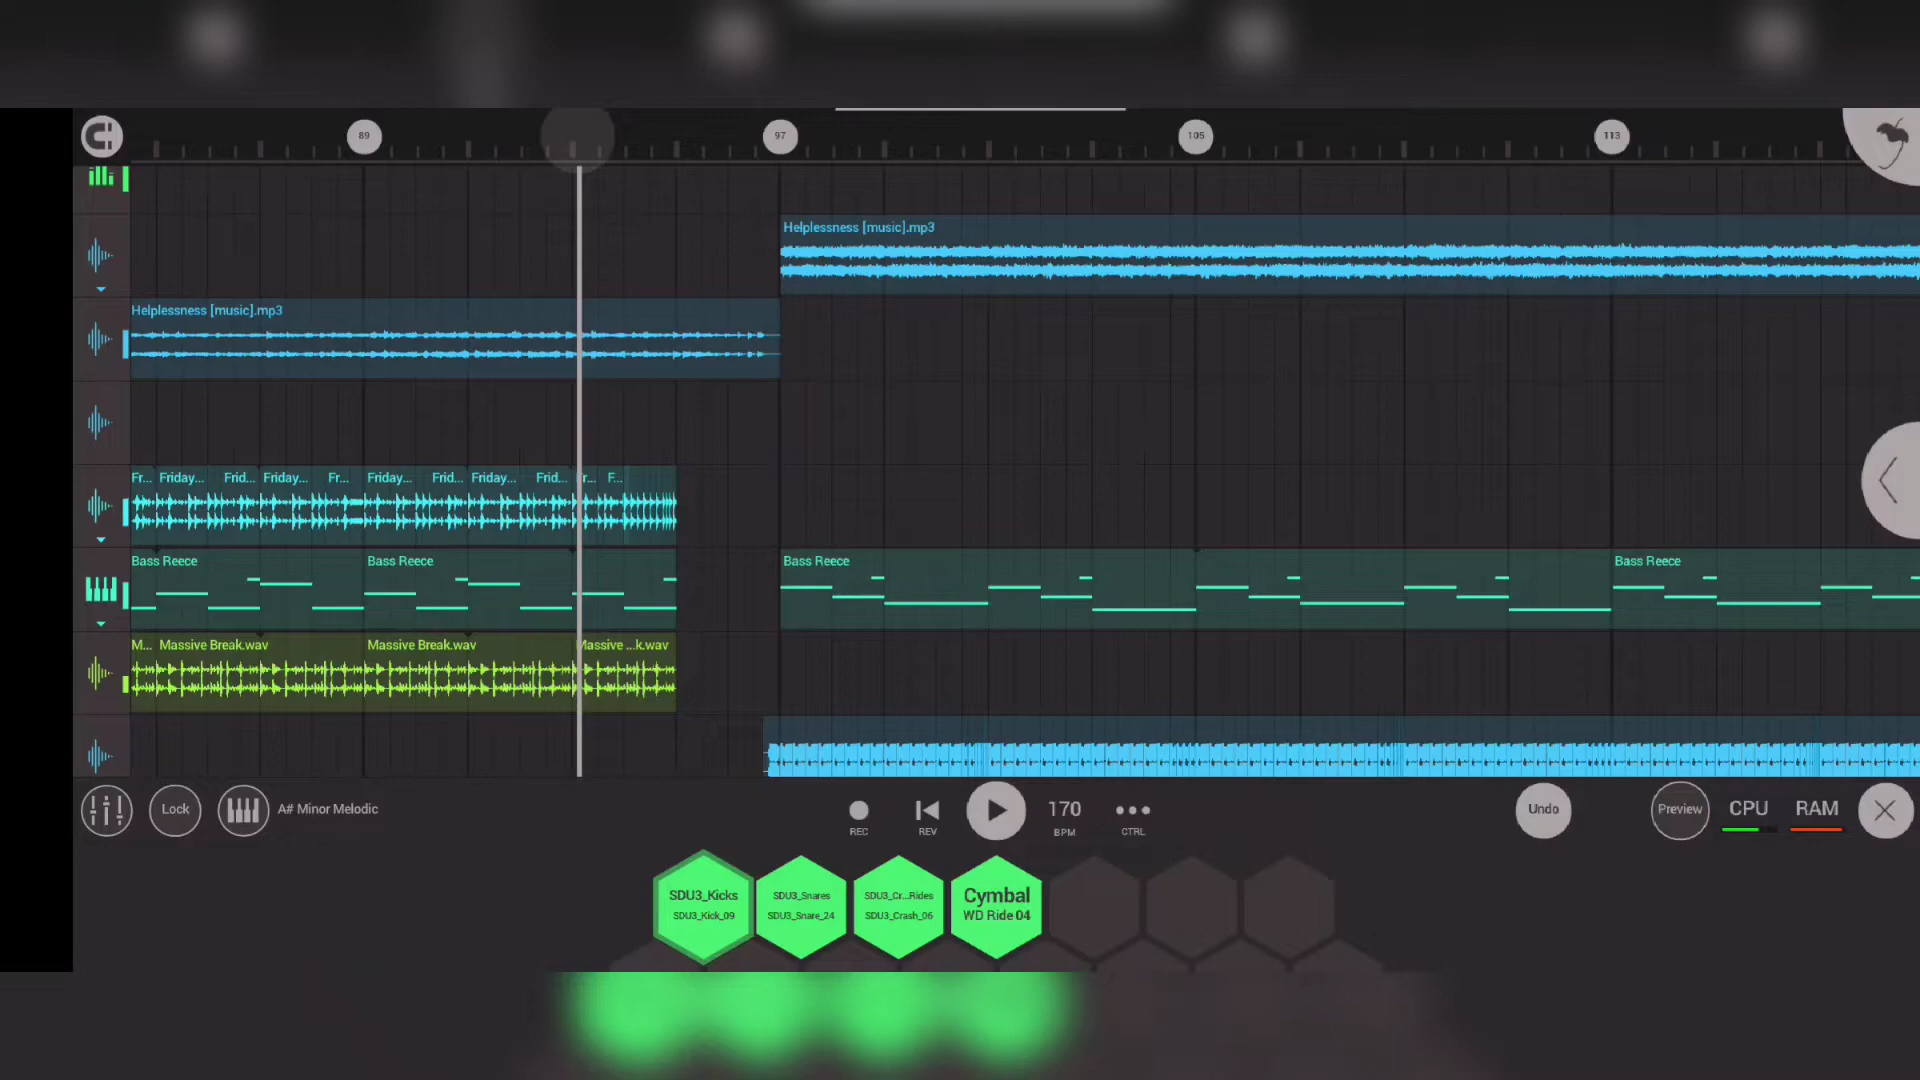 89 97 105 113
Helplessness [music].mp3
Helplessness [music].mp3
Fr... Friday... Frid... Friday... Fr... Friday... Frid... Friday... Frid... Fr... F...
Bass Reece Bass Reece Bass Reece Bass Reece
M... Massive Break.wav Massive Break.wav Massive ...k.wav
Lock A# Minor Melodic REC REV 170 BPM CTRL Undo Preview CPU RAM
SDU3_Kicks SDU3_Snares SDU3_Cr...Rides Cymbal
SDU3_Kick_09 SDU3_Snare_24 SDU3_Crash_06 WD Ride 04